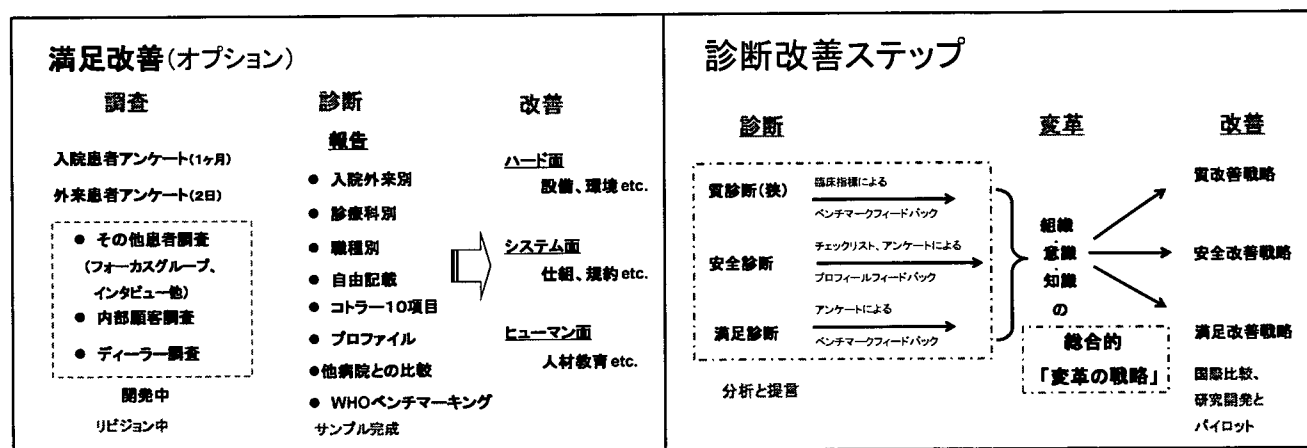 満足改善(オプション)
調査
入院患者アンケート(1ヶ月)
外来患者アンケート(2日)
● その他患者調査
(フォーカスグループ、
インタビュー他)
● 内部顧客調査
● ディーラー調査
開発中
リビジョン中
診断
報告
● 入院外来別
● 診療科別
● 職種別
● 自由記載
● コトラー10項目
● プロファイル
●他病院との比較
● WHOベンチマーキング
サンプル完成
改善
ハード面
設備、環境 etc.
システム面
仕組、規約 etc.
ヒューマン面
人材教育 etc.
診断改善ステップ
診断
質診断(狭)
臨床指標による
ベンチマークフィードバック
安全診断
チェックリスト、アンケートによる
プロフィールフィードバック
満足診断
アンケートによる
ベンチマークフィードバック
分析と提言
変革
組織
・
意識
・
知識
の
総合的
「変革の戦略」
改善
質改善戦略
安全改善戦略
満足改善戦略
国際比較、
研究開発と
パイロット